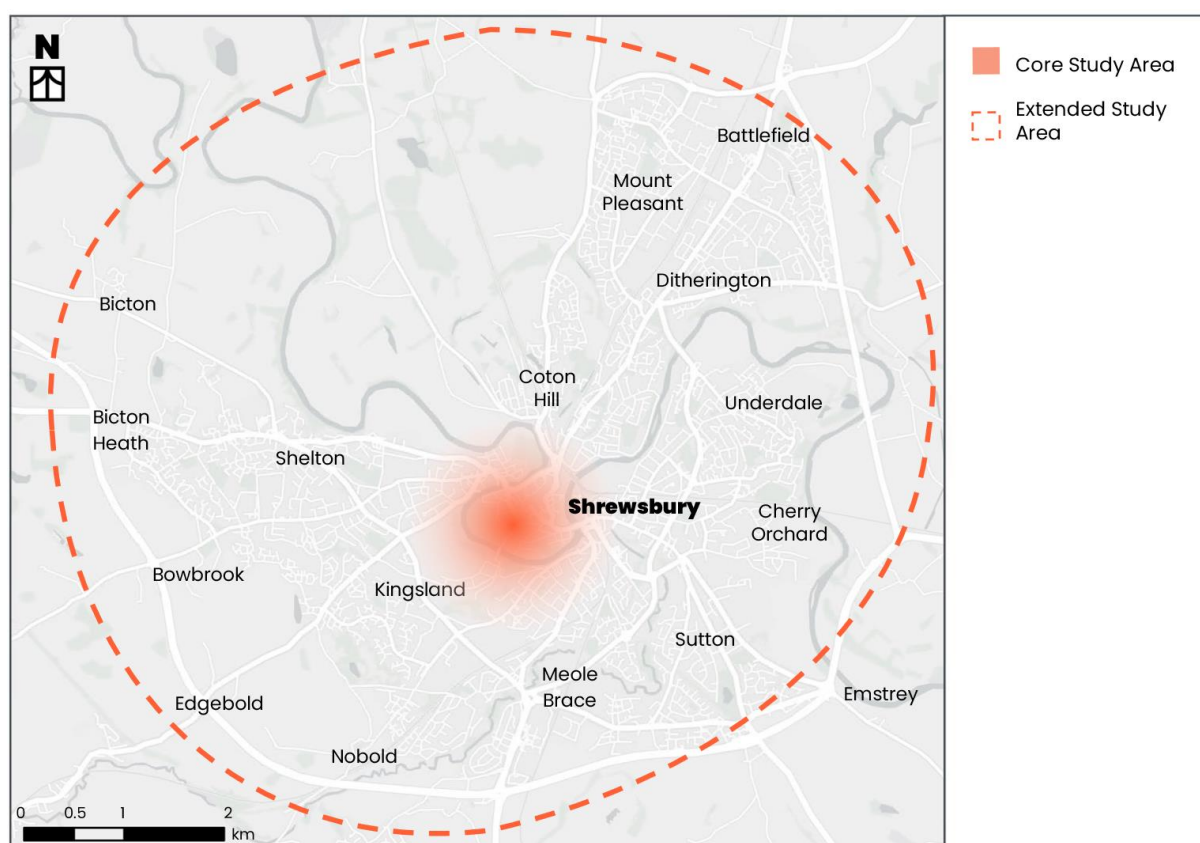 N
Core Study Area
Extended Study
Area
Battlefield
Mount
Pleasant
Ditherington
Bicton
Coton
Hill
Underdale
Bicton
Heath
Shelton
Shrewsbury
Cherry
Orchard
Bowbrook
Kingsland
Sutton
Meole
Brace
Emstrey
Edgebold
Nobold
0 0.5 1 2
km